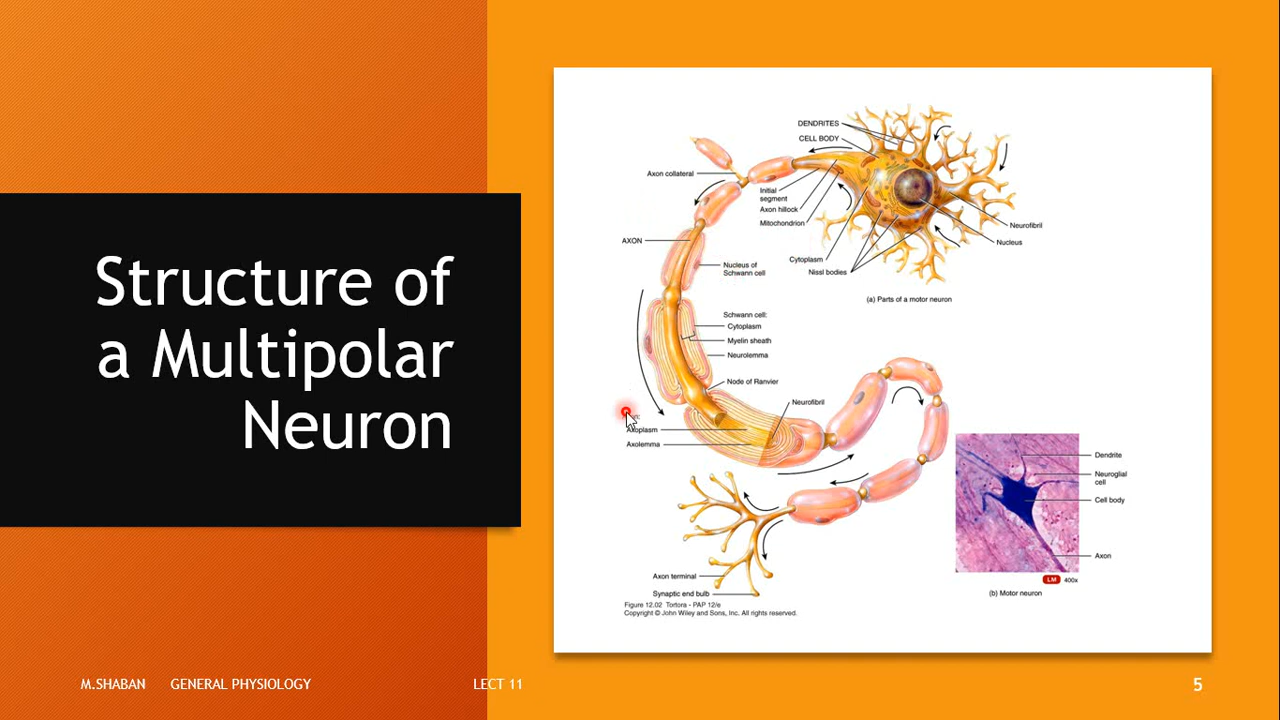 Structure of
a Multipolar
Neuron
DENDRITES
CELL BODY
Axon collateral
Initial
segment
Axon hillock
Mitochondrion
AXON
Nucleus of
Schwann cell
Cytoplasm
Nissl bodies
Neurofibril
Nucleus
(a) Parts of a motor neuron
Schwann cell:
Cytoplasm
Myelin sheath
Neurolemma
Node of Ranvier
Neurofibril
Axoplasm
Axolemma
Axon terminal
Synaptic end bulb
Figure 12.02 Tortora - PAP 12/e
Copyright © John Wiley and Sons, Inc. All rights reserved.
Dendrite
Neuroglial
cell
Cell body
Axon
LM 400x
(b) Motor neuron
M.SHABAN GENERAL PHYSIOLOGY LECT 11 5